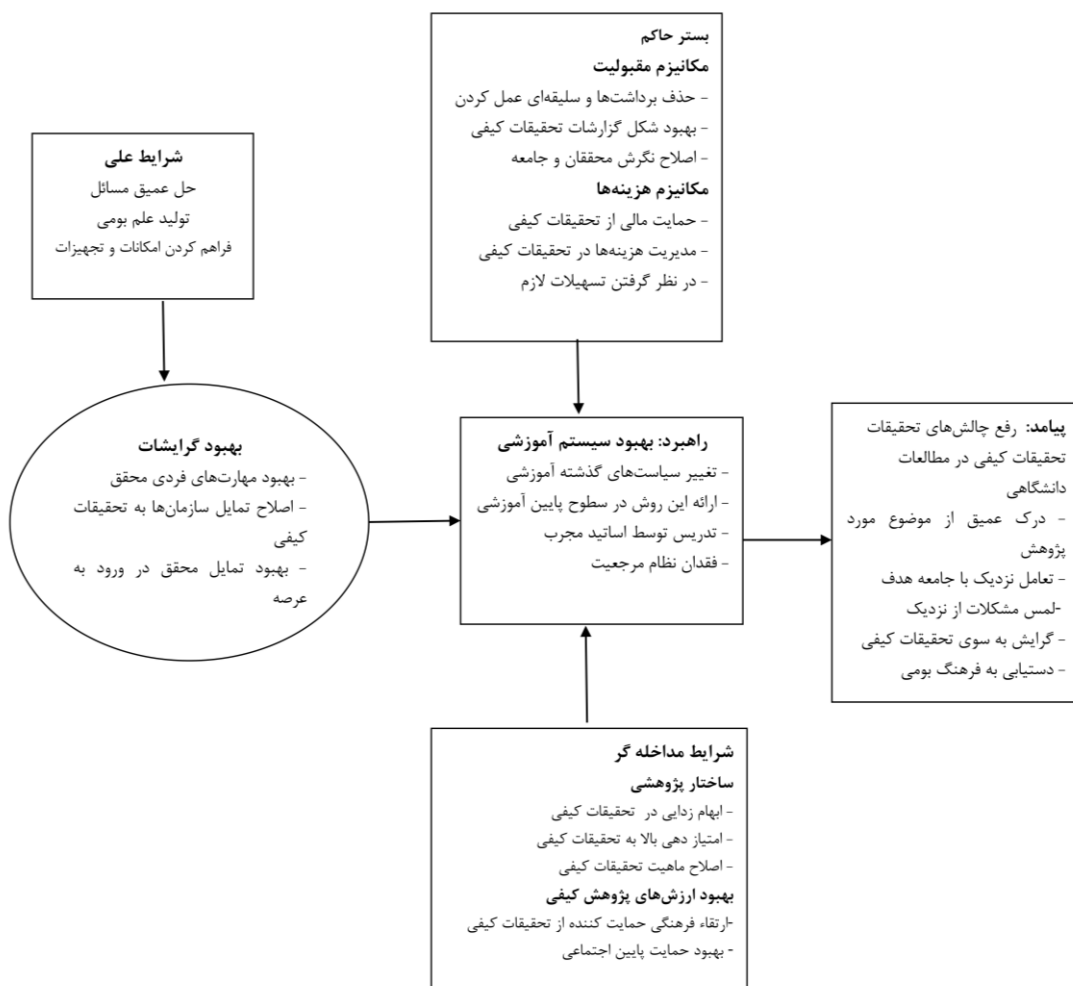 بستر حاکم
مکانیزم مقبولیت
- حذف برداشت‌ها و سلیقه‌ای عمل کردن
- بهبود شکل گزارشات تحقیقات کیفی
- اصلاح نگرش محققان و جامعه
مکانیزم هزینه‌ها
- حمایت مالی از تحقیقات کیفی
- مدیریت هزینه‌ها در تحقیقات کیفی
- در نظر گرفتن تسهیلات لازم
شرایط علی
حل عمیق مسائل
تولید علم بومی
فراهم کردن امکانات و تجهیزات
بهبود گرایشات
- بهبود مهارت‌های فردی محقق
- اصلاح تمایل سازمان‌ها به تحقیقات
کیفی
- بهبود تمایل محقق در ورود به
عرصه
راهبرد: بهبود سیستم آموزشی
- تغییر سیاست‌های گذشته آموزشی
- ارائه این روش در سطوح پایین آموزشی
- تدریس توسط اساتید مجرب
- فقدان نظام مرجعیت
پیامد: رفع چالش‌های تحقیقات
تحقیقات کیفی در مطالعات
دانشگاهی
- درک عمیق از موضوع مورد
پژوهش
- تعامل نزدیک با جامعه هدف
-لمس مشکلات از نزدیک
- گرایش به سوی تحقیقات کیفی
- دستیابی به فرهنگ بومی
شرایط مداخله گر
ساختار پژوهشی
- ابهام زدایی در تحقیقات کیفی
- امتیاز دهی بالا به تحقیقات کیفی
- اصلاح ماهیت تحقیقات کیفی
بهبود ارزش‌های پژوهش کیفی
-ارتقاء فرهنگی حمایت کننده از تحقیقات کیفی
- بهبود حمایت پایین اجتماعی